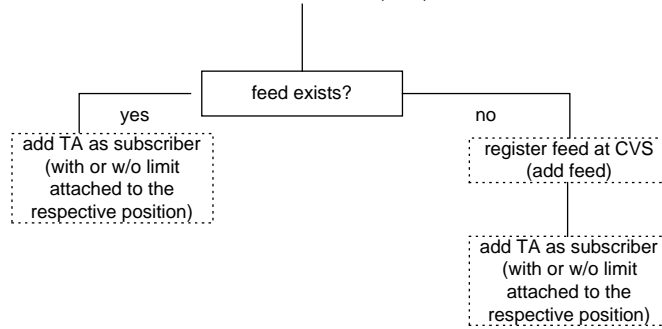 feed exists?
yes
no
add TA as subscriber
(with or w/o limit
attached to the
respective position)
register feed at CVS
(add feed)
add TA as subscriber
(with or w/o limit
attached to the
respective position)